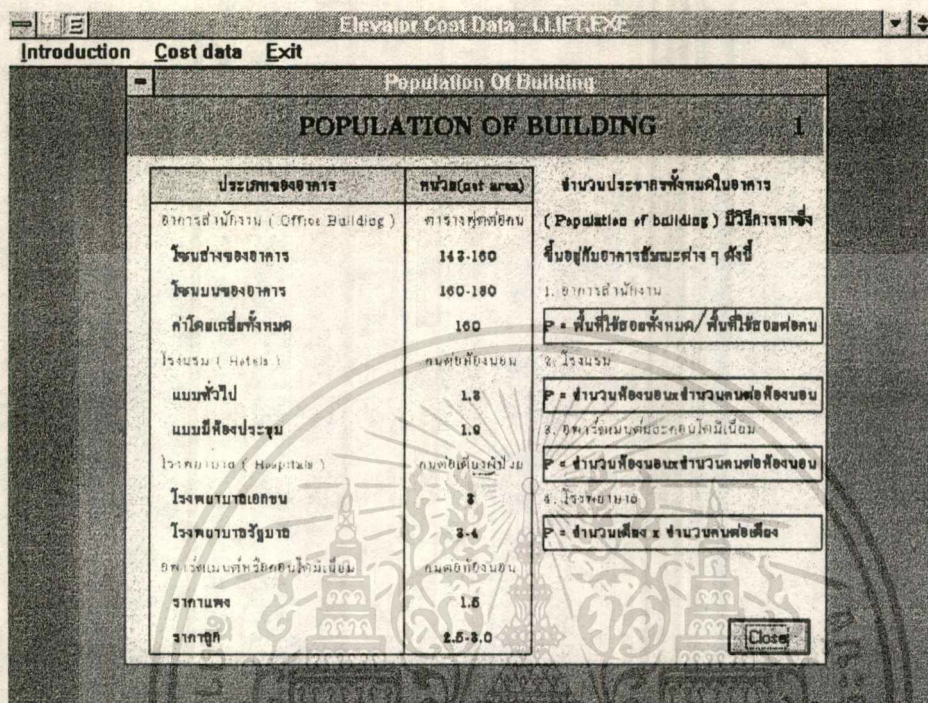 Elevator Cost Data - LLIFT.EXE
Introduction Cost data Exit
Population Of Building
POPULATION OF BUILDING 1
ประเภทของอาคาร หน่วย(net area)
อาคารสำนักงาน ( Office Building ) ตารางฟุตต่อคน
โซนล่างของอาคาร 143-160
โซนบนของอาคาร 160-180
ค่าโดยเฉลี่ยทั้งหมด 160
โรงแรม ( Hotels ) คนต่อห้องนอน
แบบทั่วไป 1.3
แบบมีห้องประชุม 1.9
โรงพยาบาล ( Hospitals ) คนต่อเตียงผู้ป่วย
โรงพยาบาลเอกชน 3
โรงพยาบาลรัฐบาล 3-4
อพาร์ตเมนต์หรือคอนโดมิเนียม คนต่อห้องนอน
ราคาแพง 1.5
ราคาถูก 2.5-3.0
จำนวนประชากรทั้งหมดในอาคาร
( Population of building ) มีวิธีการหาซึ่ง
ขึ้นอยู่กับอาคารลักษณะต่าง ๆ ดังนี้
1. อาคารสำนักงาน
P = พื้นที่ใช้สอยทั้งหมด/พื้นที่ใช้สอยต่อคน
2. โรงแรม
P = จำนวนห้องนอนxจำนวนคนต่อห้องนอน
3. อพาร์ตเมนต์และคอนโดมิเนียม
P = จำนวนห้องนอนxจำนวนคนต่อห้องนอน
4. โรงพยาบาล
P = จำนวนเตียง x จำนวนคนต่อเตียง
Close